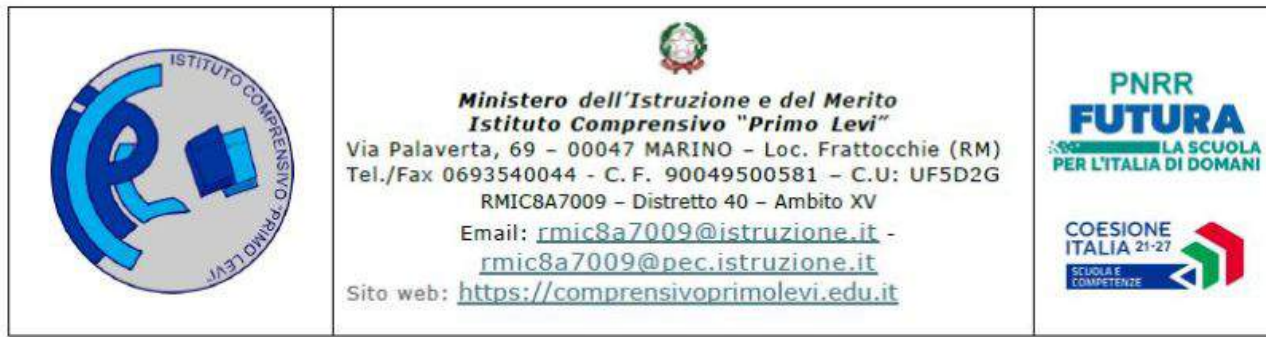 ISTITUTO COMPRENSIVO "PRIMO LEVI"
Ministero dell'Istruzione e del Merito
Istituto Comprensivo "Primo Levi"
Via Palaverta, 69 – 00047 MARINO – Loc. Frattocchie (RM)
Tel./Fax 0693540044 - C. F. 90049500581 – C.U: UF5D2G
RMIC8A7009 – Distretto 40 – Ambito XV
Email: rmic8a7009@istruzione.it -
rmic8a7009@pec.istruzione.it
Sito web: https://comprensivoprimolevi.edu.it
PNRR
FUTURA
LA SCUOLA
PER L'ITALIA DI DOMANI
COESIONE
ITALIA 21-27
SCUOLA E
COMPETENZE